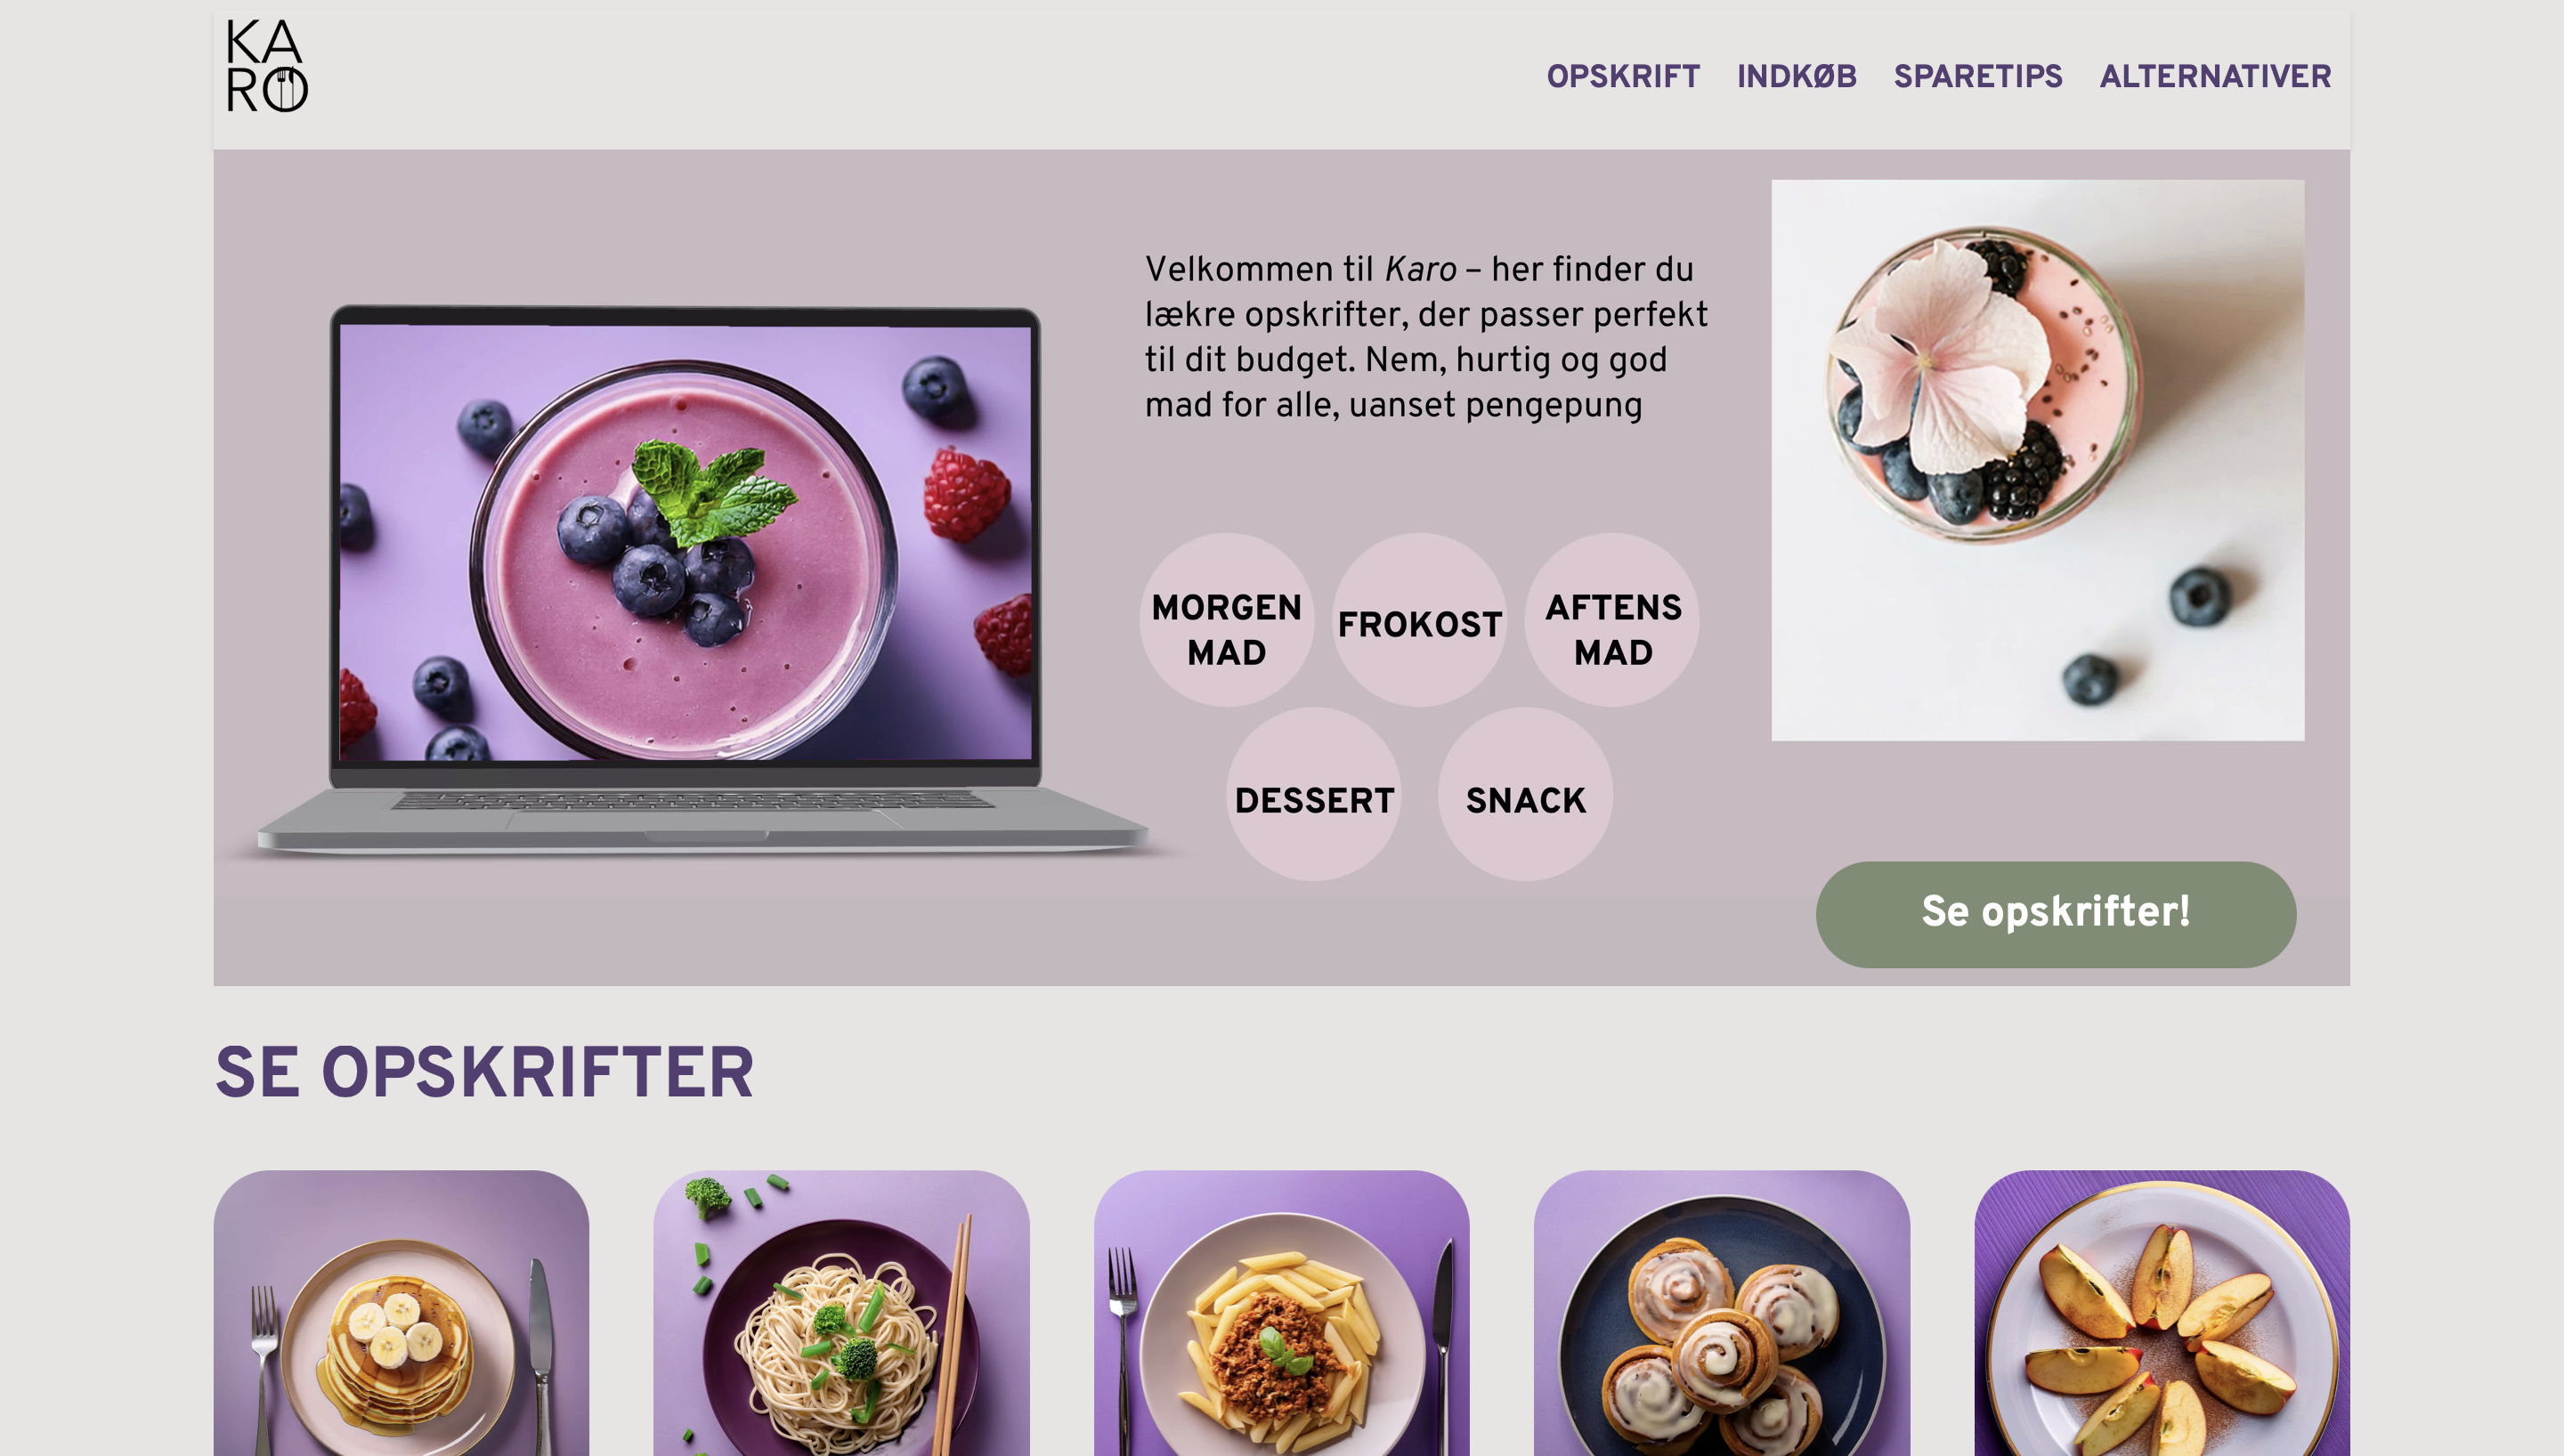 KA
RO
OPSKRIFT INDKØB SPARETIPS ALTERNATIVER
Velkommen til Karo – her finder du
lækre opskrifter, der passer perfekt
til dit budget. Nem, hurtig og god
mad for alle, uanset pengepung
MORGEN
MAD
FROKOST
AFTENS
MAD
DESSERT
SNACK
Se opskrifter!
SE OPSKRIFTER